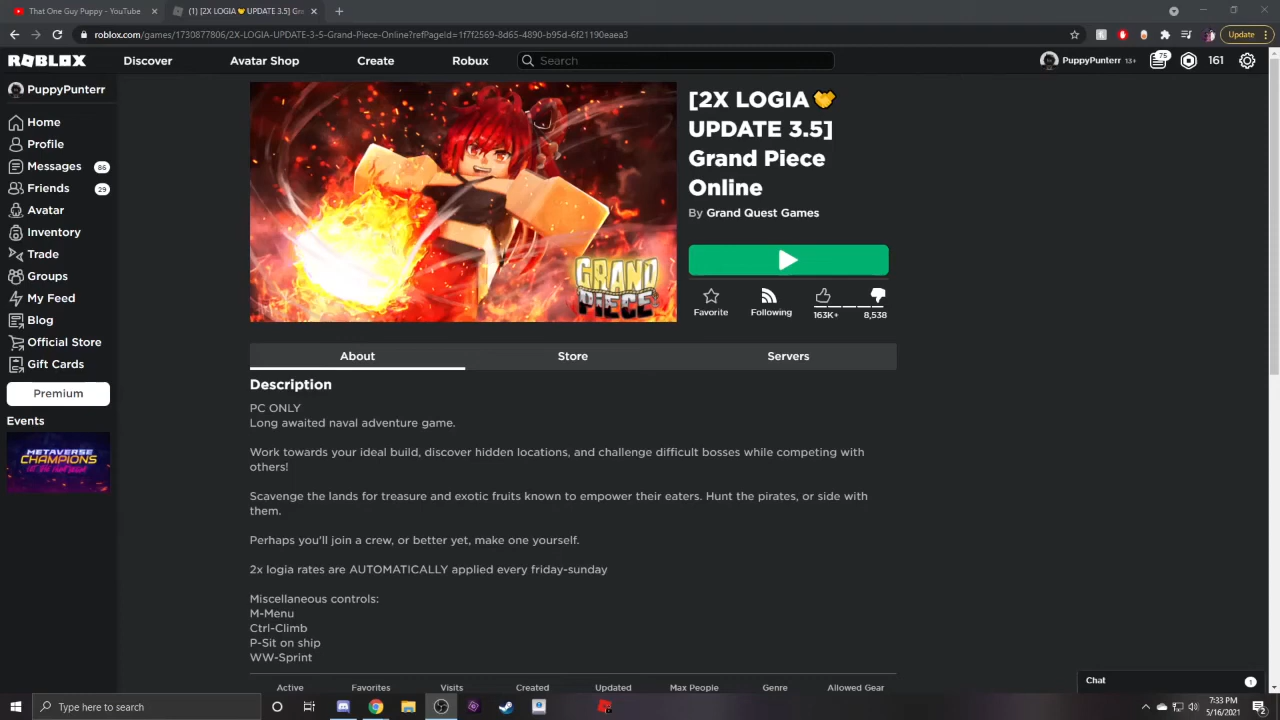 That One Guy Puppy - YouTube
(1) [2X LOGIA UPDATE 3.5] Gr
roblox.com/games/1730877806/2X-LOGIA-UPDATE-3-5-Grand-Piece-Online?refPageId=1f7f2569-8d65-4890-b95d-6f21190eaea3
Update
ROBLOX
Discover
Avatar Shop
Create
Robux
Search
PuppyPunterr 13+
75
161
PuppyPunterr
Home
Profile
Messages 86
Friends 29
Avatar
Inventory
Trade
Groups
My Feed
Blog
Official Store
Gift Cards
Premium
Events
METAVERSE
CHAMPIONS
GRAND
PIECE
[2X LOGIA🤝
UPDATE 3.5]
Grand Piece
Online
By Grand Quest Games
Favorite
Following
163K+
8,538
About
Store
Servers
Description
PC ONLY
Long awaited naval adventure game.
Work towards your ideal build, discover hidden locations, and challenge difficult bosses while competing with
others!
Scavenge the lands for treasure and exotic fruits known to empower their eaters. Hunt the pirates, or side with
them.
Perhaps you'll join a crew, or better yet, make one yourself.
2x logia rates are AUTOMATICALLY applied every friday-sunday
Miscellaneous controls:
M-Menu
Ctrl-Climb
P-Sit on ship
WW-Sprint
Active
Favorites
Visits
Created
Updated
Max People
Genre
Allowed Gear
Chat
1
Type here to search
7:33 PM
5/16/2021
2